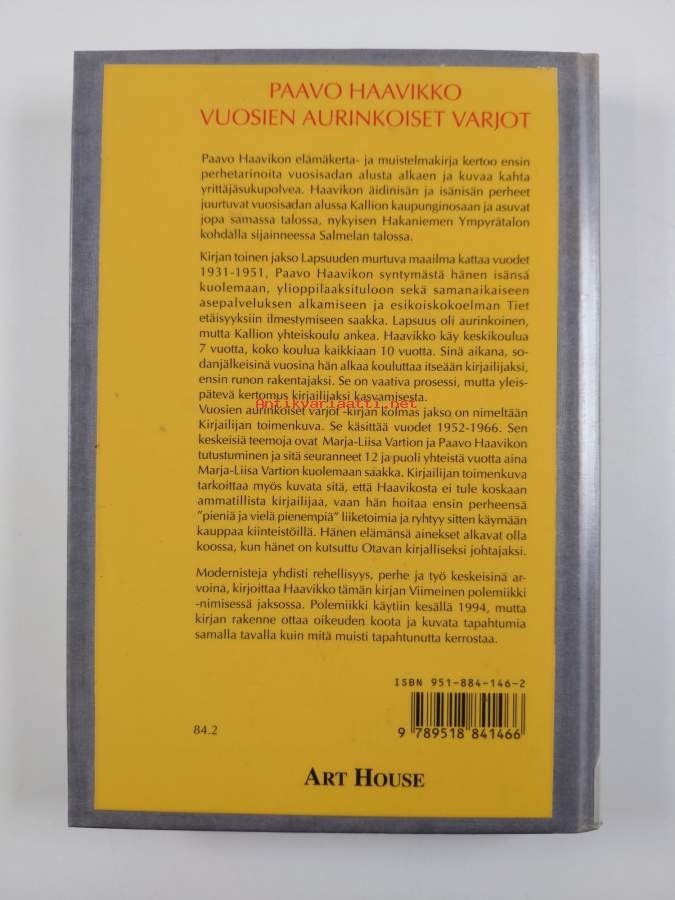 PAAVO HAAVIKKO
VUOSIEN AURINKOISET VARJOT
Paavo Haavikon elämäkerta- ja muistelmakirja kertoo ensin
perhetarinoita vuosisadan alusta alkaen ja kuvaa kahta
yrittäjäsukupolvea. Haavikon äidinisän ja isänisän perheet
juurtuvat vuosisadan alussa Kallion kaupunginosaan ja asuvat
jopa samassa talossa, nykyisen Hakaniemen Ympyrätalon
kohdalla sijainneessa Salmelan talossa.
Kirjan toinen jakso Lapsuuden murtuva maailma kattaa vuodet
1931-1951, Paavo Haavikon syntymästä hänen isänsä
kuolemaan, ylioppilaaksituloon sekä samanaikaiseen
asepalveluksen alkamiseen ja esikoiskokoelman Tiet
etäisyyksiin ilmestymiseen saakka. Lapsuus oli aurinkoinen,
mutta Kallion yhteiskoulu ankea. Haavikko käy keskikoulua
7 vuotta, koko koulua kaikkiaan 10 vuotta. Sinä aikana, so-
danjälkeisinä vuosina hän alkaa kouluttaa itseään kirjailijaksi,
ensin runon rakentajaksi. Se on vaativa prosessi, mutta yleis-
pätevä kertomus kirjailijaksi kasvamisesta.
Antikvariaatti.net
Vuosien aurinkoiset varjot -kirjan kolmas jakso on nimeltään
Kirjailijan toimenkuva. Se käsittää vuodet 1952-1966. Sen
keskeisiä teemoja ovat Marja-Liisa Vartion ja Paavo Haavikon
tutustuminen ja sitä seuranneet 12 ja puoli yhteistä vuotta aina
Marja-Liisa Vartion kuolemaan saakka. Kirjailijan toimenkuva
tarkoittaa myös kuvata sitä, että Haavikosta ei tule koskaan
ammatillista kirjailijaa, vaan hän hoitaa ensin perheensä
”pieniä ja vielä pienempiä” liiketoimia ja ryhtyy sitten käymään
kauppaa kiinteistöillä. Hänen elämänsä ainekset alkavat olla
koossa, kun hänet on kutsuttu Otavan kirjalliseksi johtajaksi.
Modernisteja yhdisti rehellisyys, perhe ja työ keskeisinä ar-
voina, kirjoittaa Haavikko tämän kirjan Viimeinen polemiikki
-nimisessä jaksossa. Polemiikki käytiin kesällä 1994, mutta
kirjan rakenne ottaa oikeuden koota ja kuvata tapahtumia
samalla tavalla kuin mitä muisti tapahtunutta kerrostaa.
ISBN 951-884-146-2
9 789518 841466
84.2
ART HOUSE